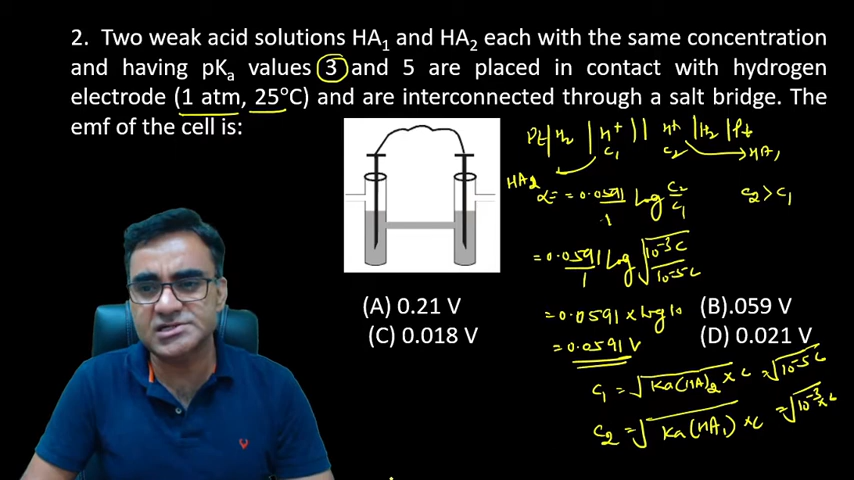 2. Two weak acid solutions HA₁ and HA₂ each with the same concentration
and having pKₐ values 3 and 5 are placed in contact with hydrogen
electrode (1 atm, 25°C) and are interconnected through a salt bridge. The
emf of the cell is:
Pt|H₂ | H⁺ || H⁺ |H₂ |Pt
C₁ C₂ → HA₁
HA₂
= 0.0591/1 Log C₂/C₁ C₂ > C₁
= 0.0591/1 Log √10⁻³C/√10⁻⁵C
= 0.0591 × log 10
= 0.0591 V
(A) 0.21 V (B).059 V
(C) 0.018 V (D) 0.021 V
C₁ = √Ka(HA)₂ × C = √10⁻⁵C
C₂ = √Ka(HA₁) × C = √10⁻³ × C